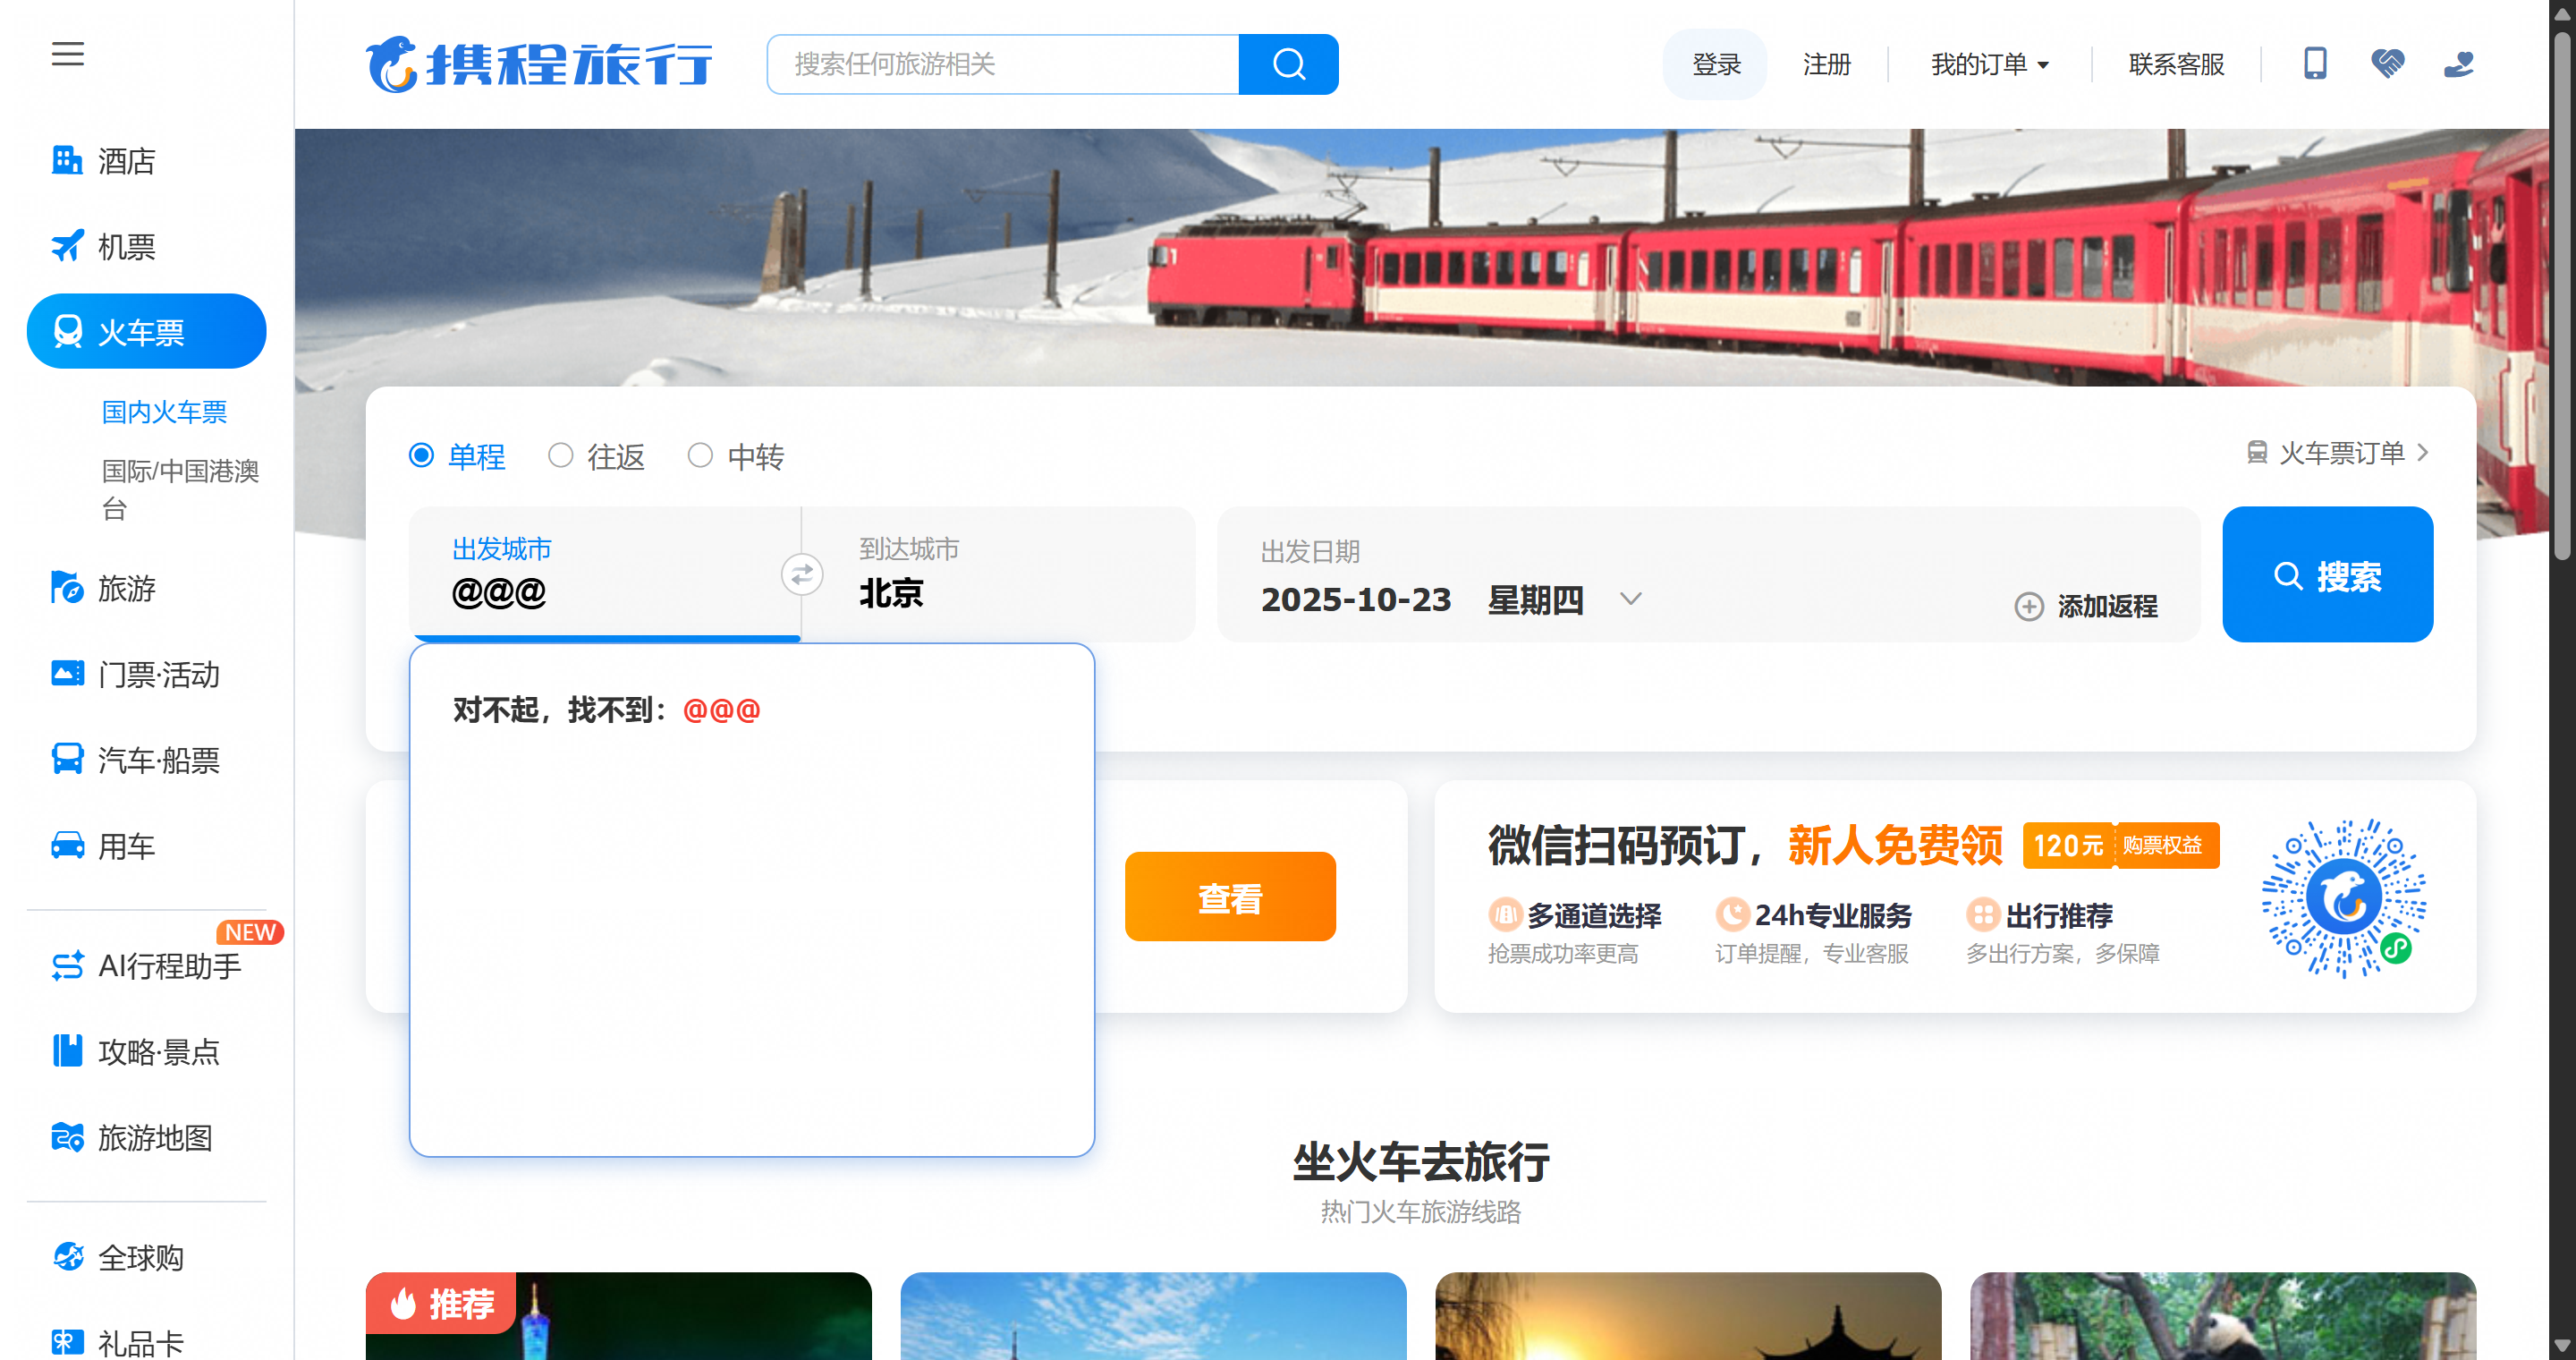 携程旅行
搜索任何旅游相关
登录
注册
我的订单
联系客服
酒店
机票
火车票
国内火车票
国际/中国港澳
台
旅游
门票·活动
汽车·船票
用车
NEW
AI行程助手
攻略·景点
旅游地图
全球购
礼品卡
单程
往返
中转
火车票订单
出发城市
@@@
到达城市
北京
出发日期
2025-10-23 星期四
添加返程
搜索
对不起，找不到：@@@
查看
微信扫码预订，新人免费领 120元 购票权益
多通道选择
抢票成功率更高
24h专业服务
订单提醒，专业客服
出行推荐
多出行方案，多保障
坐火车去旅行
热门火车旅游线路
推荐